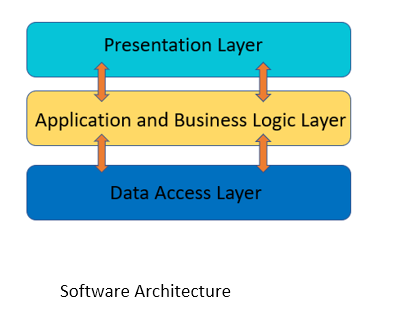 Presentation Layer
Application and Business Logic Layer
Data Access Layer
Software Architecture